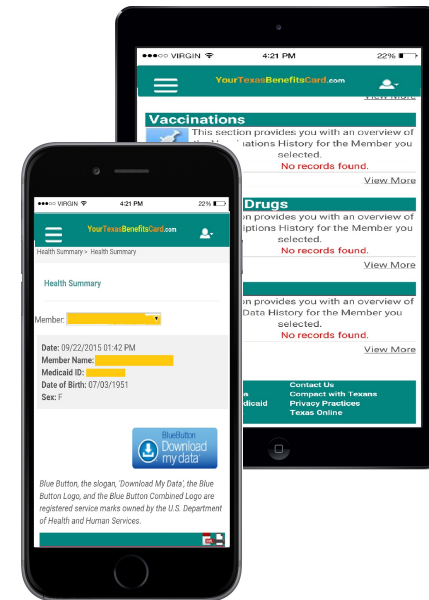 VIRGIN 4:21 PM 22%
YourTexasBenefitsCard.com
View More
Vaccinations
This section provides you with an overview of
ations History for the Member you
selected.
No records found.
View More
Drugs
on provides you with an overview of
iptions History for the Member you
selected.
No records found.
View More
on provides you with an overview of
Data History for the Member you
selected.
No records found.
View More
Contact Us
a Compact with Texans
dicaid Privacy Practices
Texas Online
VIRGIN 4:21 PM 22%
YourTexasBenefitsCard.com
Health Summary > Health Summary
Health Summary
Member:
Date: 09/22/2015 01:42 PM
Member Name:
Medicaid ID:
Date of Birth: 07/03/1951
Sex: F
BlueButton
Download
my data
Blue Button, the slogan, 'Download My Data', the Blue
Button Logo, and the Blue Button Combined Logo are
registered service marks owned by the U.S. Department
of Health and Human Services.